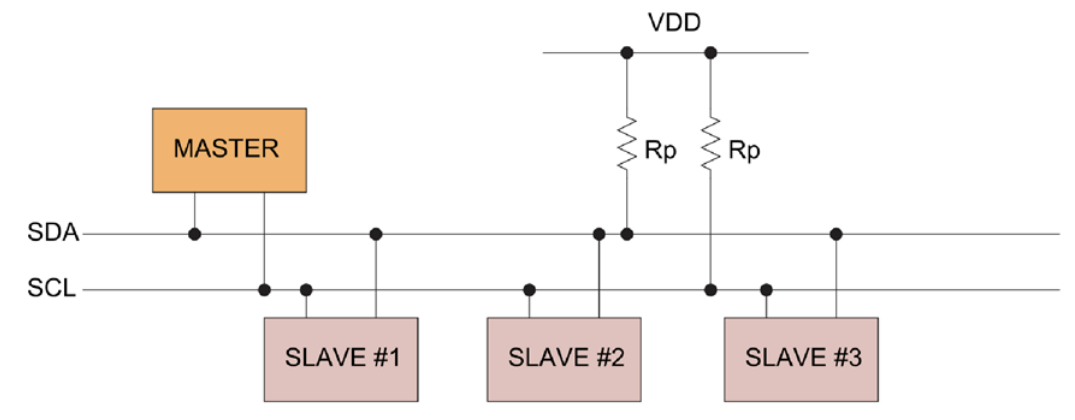 VDD
MASTER
Rp
Rp
SDA
SCL
SLAVE #1
SLAVE #2
SLAVE #3